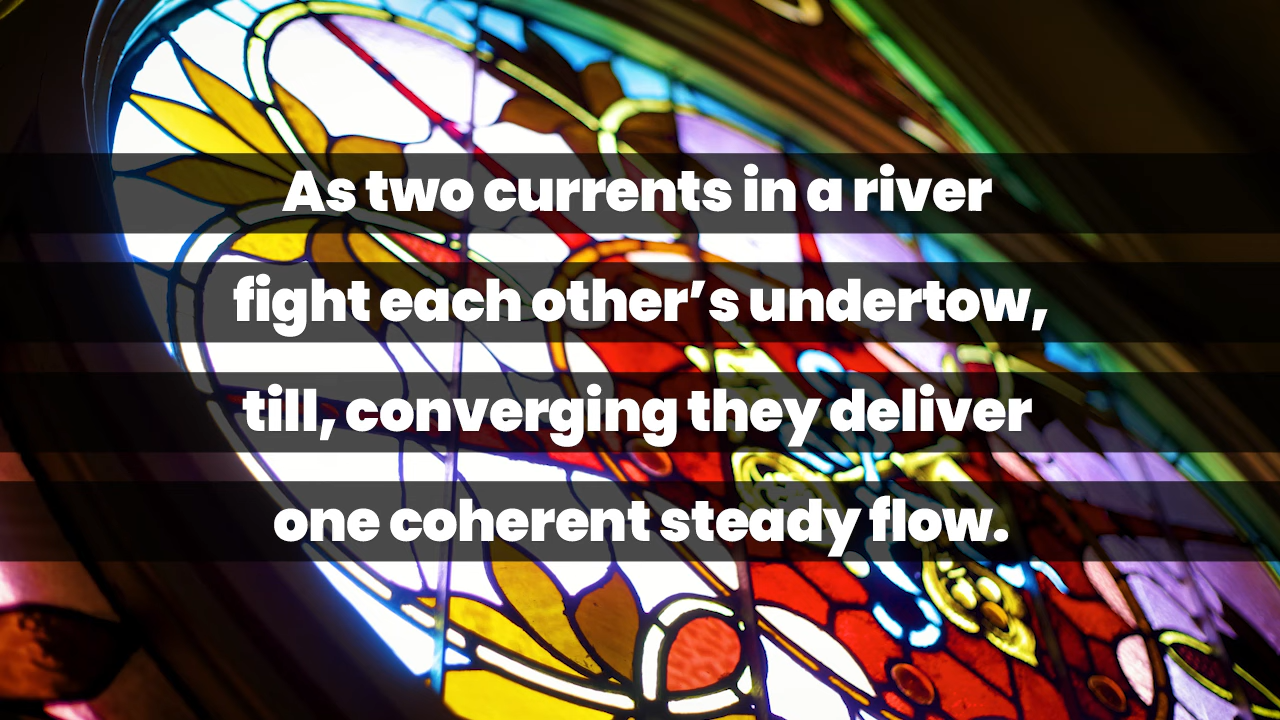 As two currents in a river
fight each other’s undertow,
till, converging they deliver
one coherent steady flow.